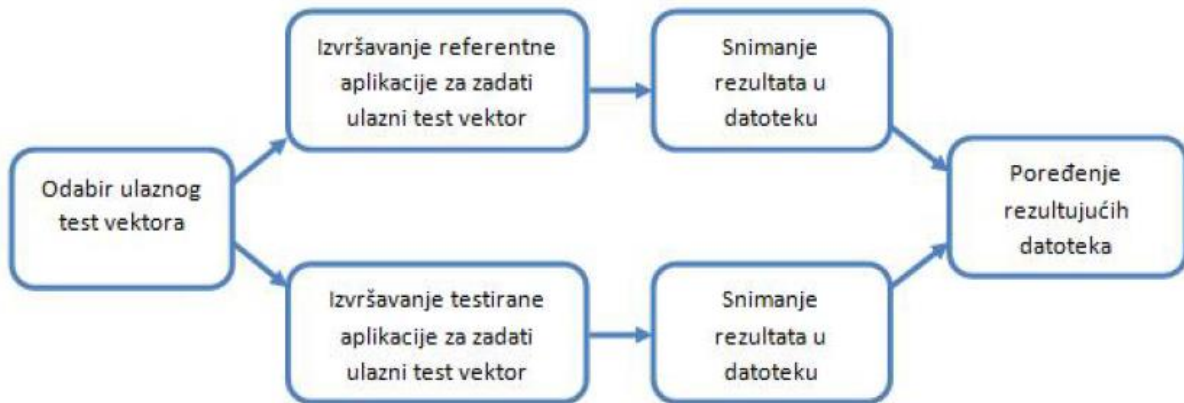 Odabir ulaznog
test vektora
Izvršavanje referentne
aplikacije za zadati
ulazni test vektor
Snimanje
rezultata u
datoteku
Izvršavanje testirane
aplikacije za zadati
ulazni test vektor
Snimanje
rezultata u
datoteku
Poređenje
rezultujućih
datoteka